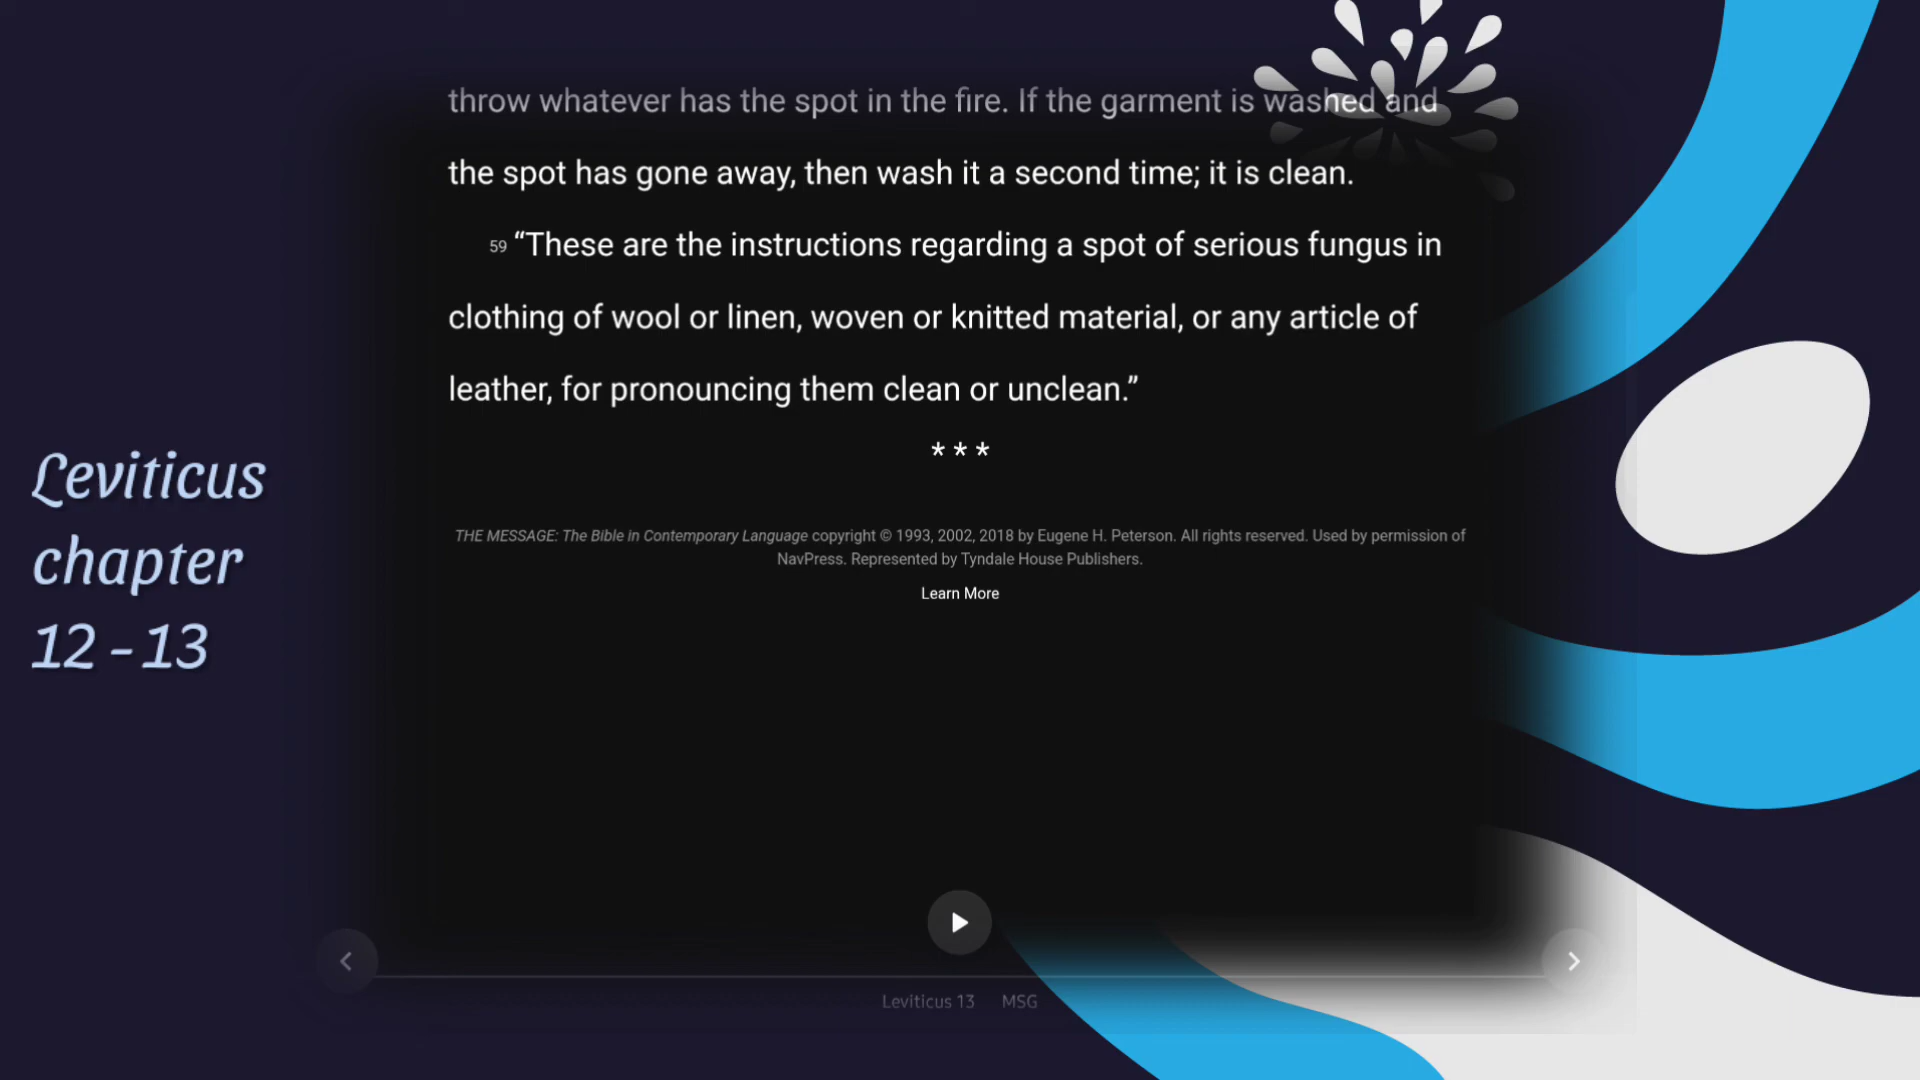 throw whatever has the spot in the fire. If the garment is washed and
the spot has gone away, then wash it a second time; it is clean.
59 “These are the instructions regarding a spot of serious fungus in
clothing of wool or linen, woven or knitted material, or any article of
leather, for pronouncing them clean or unclean.”
* * *
THE MESSAGE: The Bible in Contemporary Language copyright © 1993, 2002, 2018 by Eugene H. Peterson. All rights reserved. Used by permission of
NavPress. Represented by Tyndale House Publishers.
Learn More
Leviticus
chapter
12 - 13
Leviticus 13 MSG